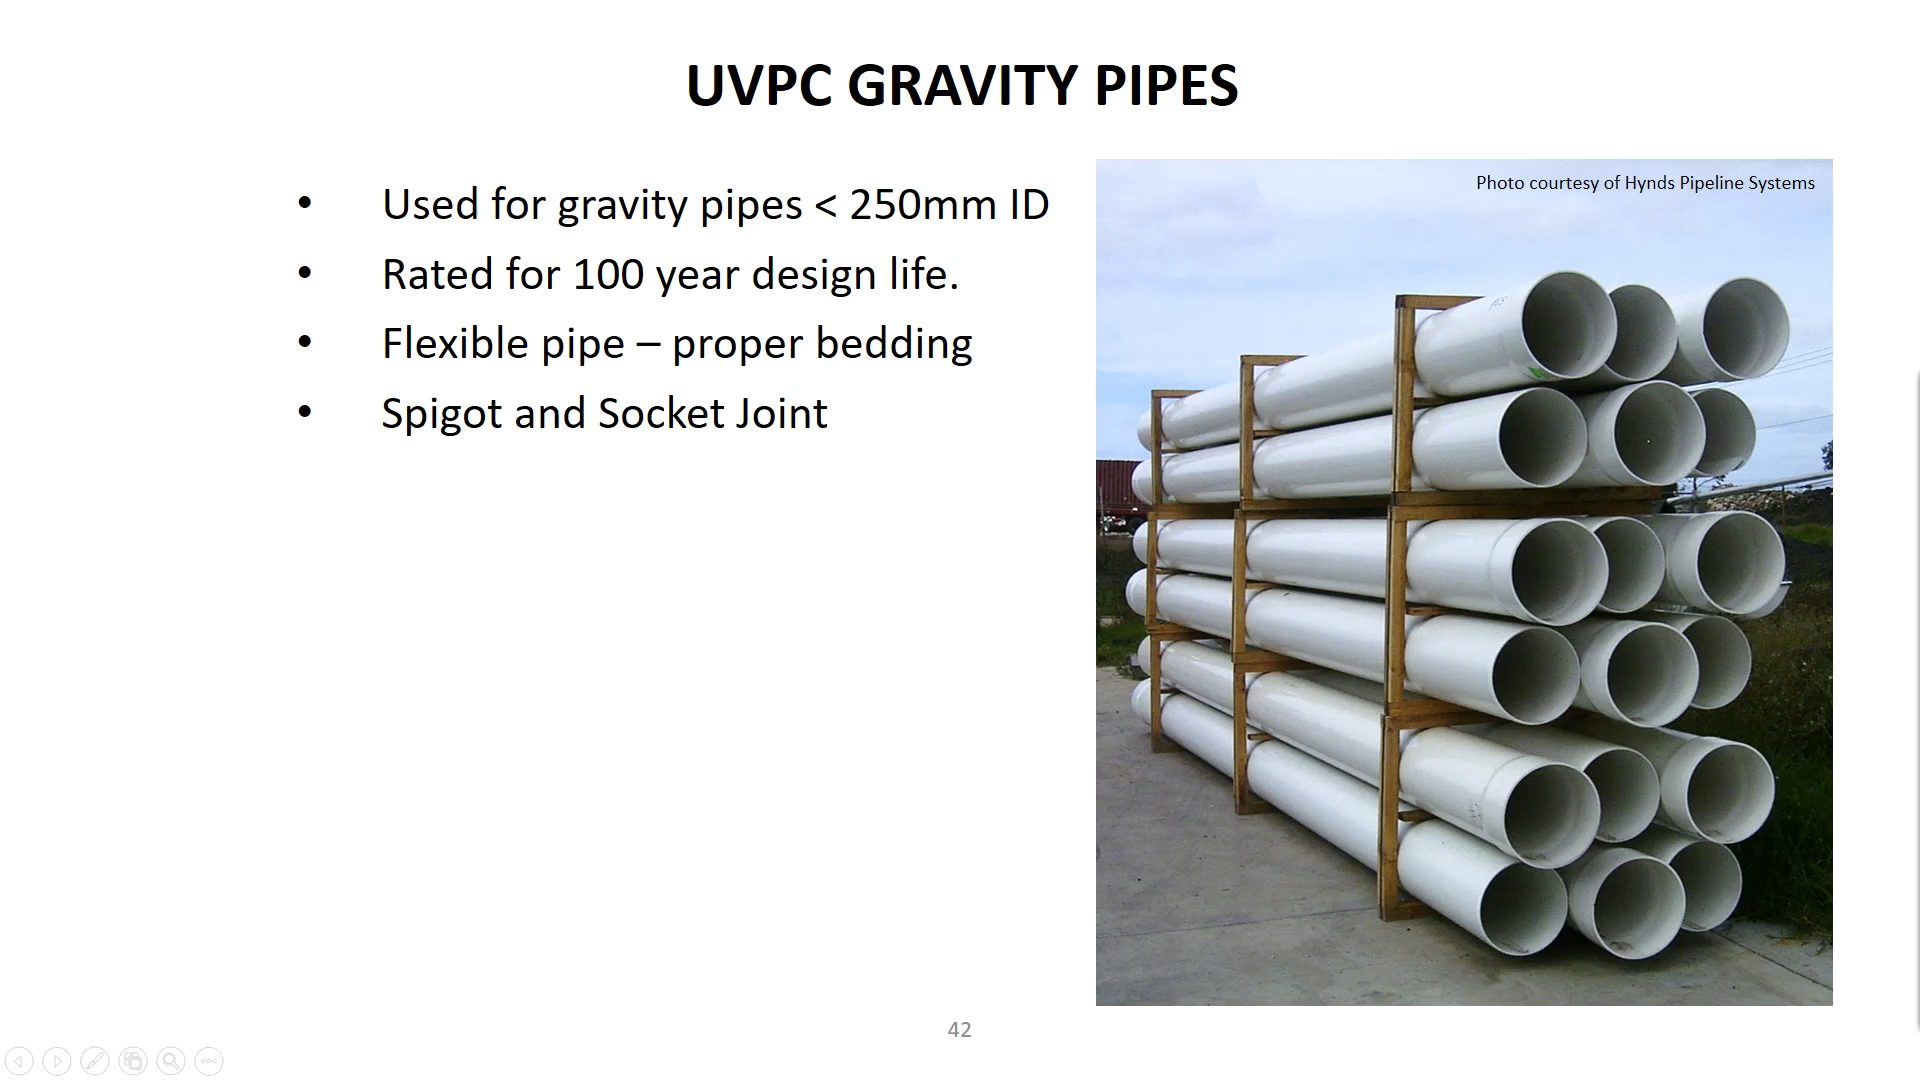 UVPC GRAVITY PIPES
• Used for gravity pipes < 250mm ID
• Rated for 100 year design life.
• Flexible pipe – proper bedding
• Spigot and Socket Joint
Photo courtesy of Hynds Pipeline Systems
42